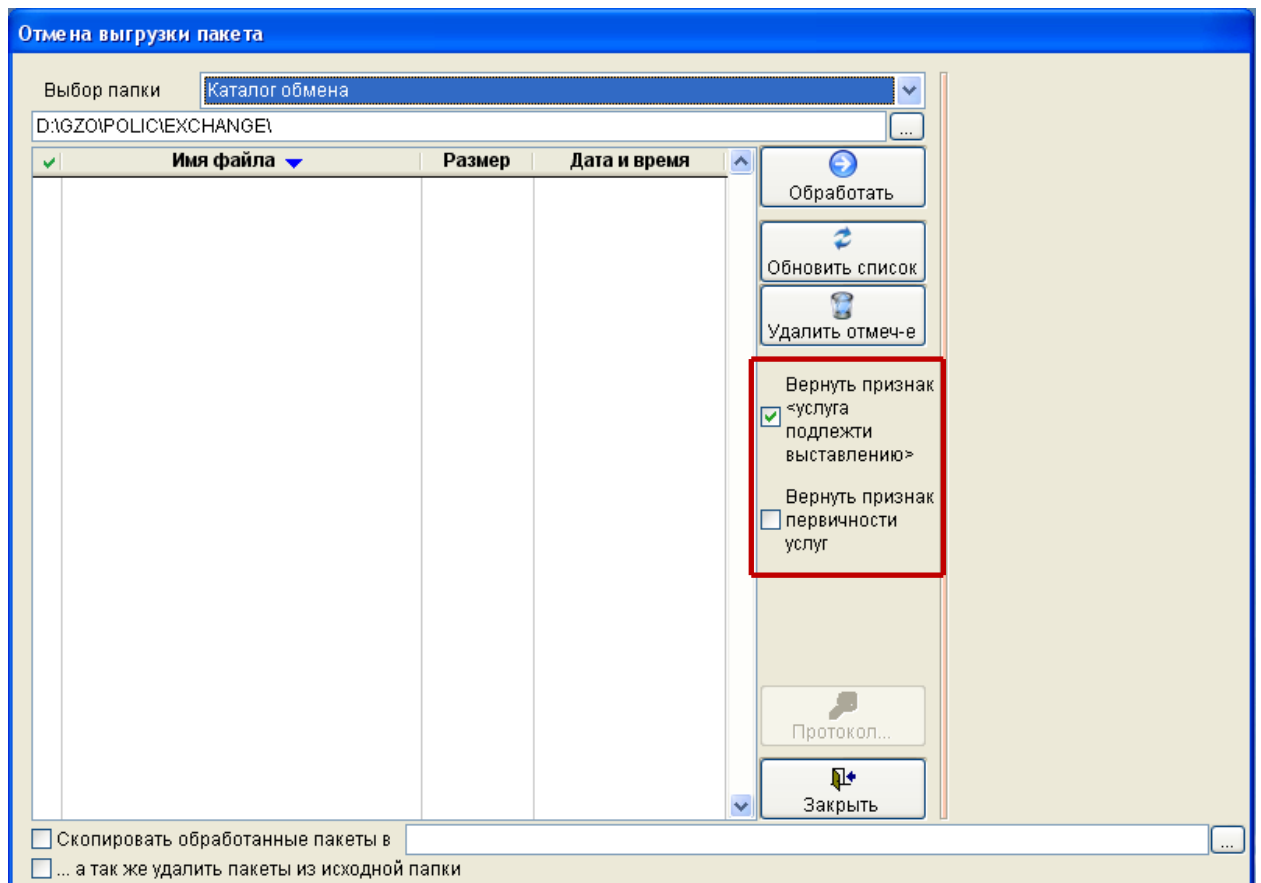 Отмена выгрузки пакета
Выбор папки Каталог обмена
D:\GZO\POLIC\EXCHANGE\ ...
Имя файла Размер Дата и время
Обработать
Обновить список
Удалить отмеч-е
Вернуть признак
<услуга
подлежти
выставлению>
Вернуть признак
первичности
услуг
Протокол...
Закрыть
Скопировать обработанные пакеты в ...
... а так же удалить пакеты из исходной папки